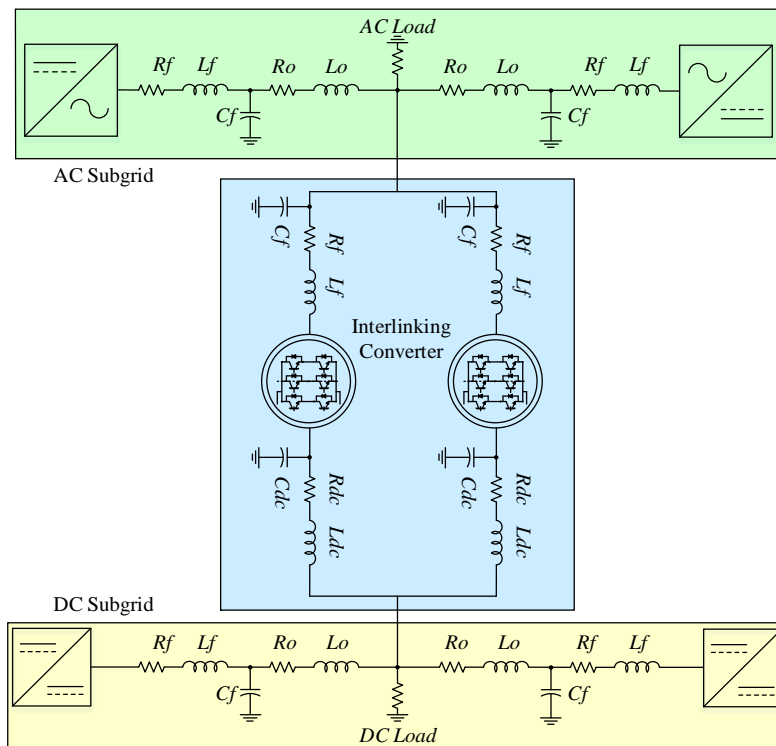 AC Load
Rf Lf Ro Lo Ro Lo Rf Lf
Cf Cf
AC Subgrid
Cf Rf Cf Rf
Lf Lf
Interlinking
Converter
Cdc Rdc Cdc Rdc
Ldc Ldc
DC Subgrid
Rf Lf Ro Lo Ro Lo Rf Lf
Cf Cf
DC Load